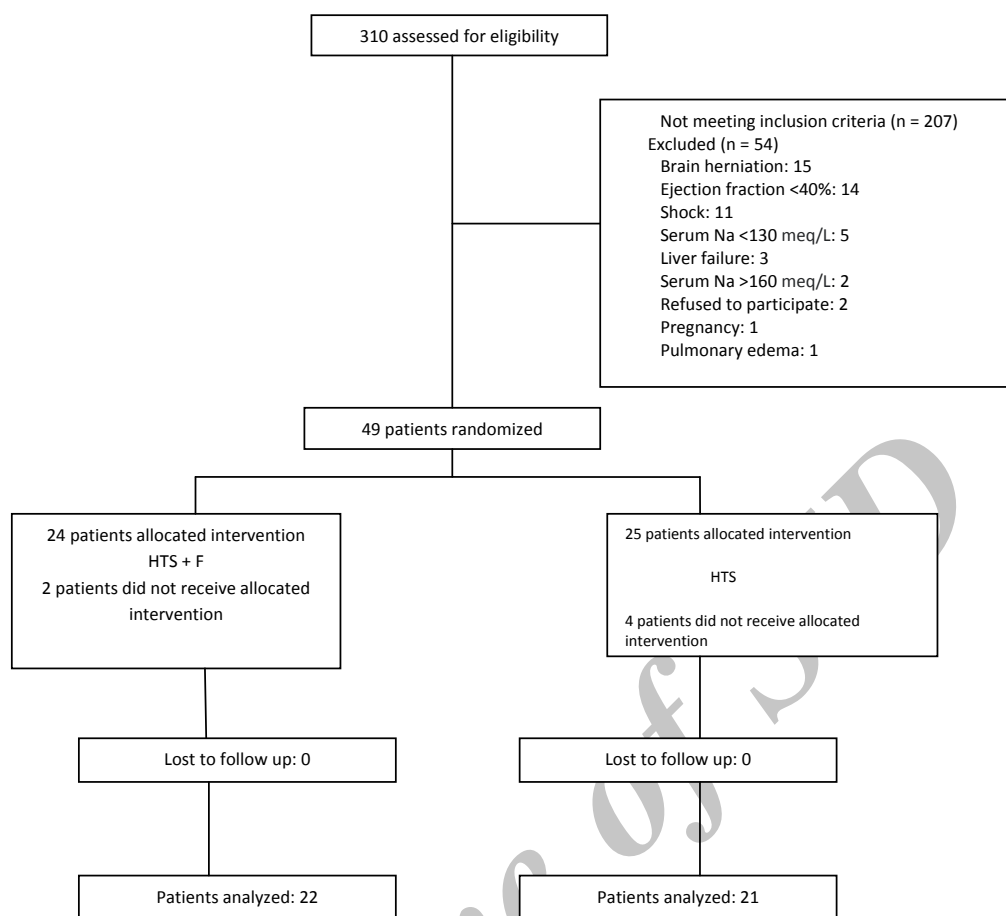 310 assessed for eligibility
Not meeting inclusion criteria (n = 207)
Excluded (n = 54)
Brain herniation: 15
Ejection fraction <40%: 14
Shock: 11
Serum Na <130 meq/L: 5
Liver failure: 3
Serum Na >160 meq/L: 2
Refused to participate: 2
Pregnancy: 1
Pulmonary edema: 1
49 patients randomized
24 patients allocated intervention
HTS + F
2 patients did not receive allocated
intervention
25 patients allocated intervention
HTS
4 patients did not receive allocated
intervention
Lost to follow up: 0
Lost to follow up: 0
Patients analyzed: 22
Patients analyzed: 21
of SID